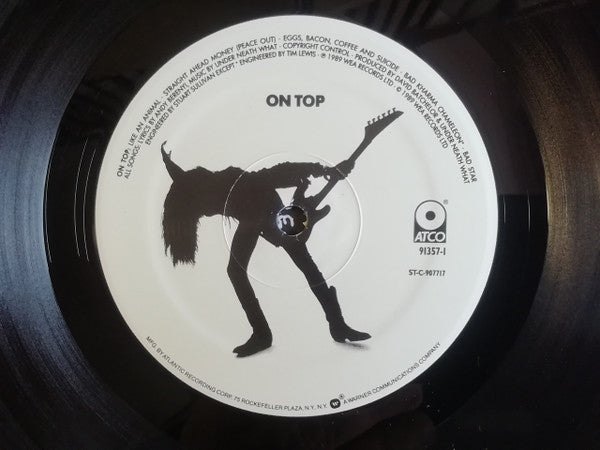 ON TOP: LIKE AN ANIMAL · STRAIGHT AHEAD MONEY (PEACE OUT) · EGGS, BACON, COFFEE AND SUICIDE · BAD KHARMA CHAMELEON* · BAD STAR
ALL SONGS: LYRICS BY ANDY BERENYI, MUSIC BY UNDER NEATH WHAT · COPYRIGHT CONTROL · PRODUCED BY DAVID BATCHELOR & UNDER NEATH WHAT
ENGINEERED BY STUART SULLIVAN EXCEPT * ENGINEERED BY TIM LEWIS · ℗ 1989 WEA RECORDS LTD · © 1989 WEA RECORDS LTD
ON TOP
ATCO
91357-1
ST-C-907717
MFG. BY ATLANTIC RECORDING CORP. 75 ROCKEFELLER PLAZA, N.Y., N.Y. A WARNER COMMUNICATIONS COMPANY